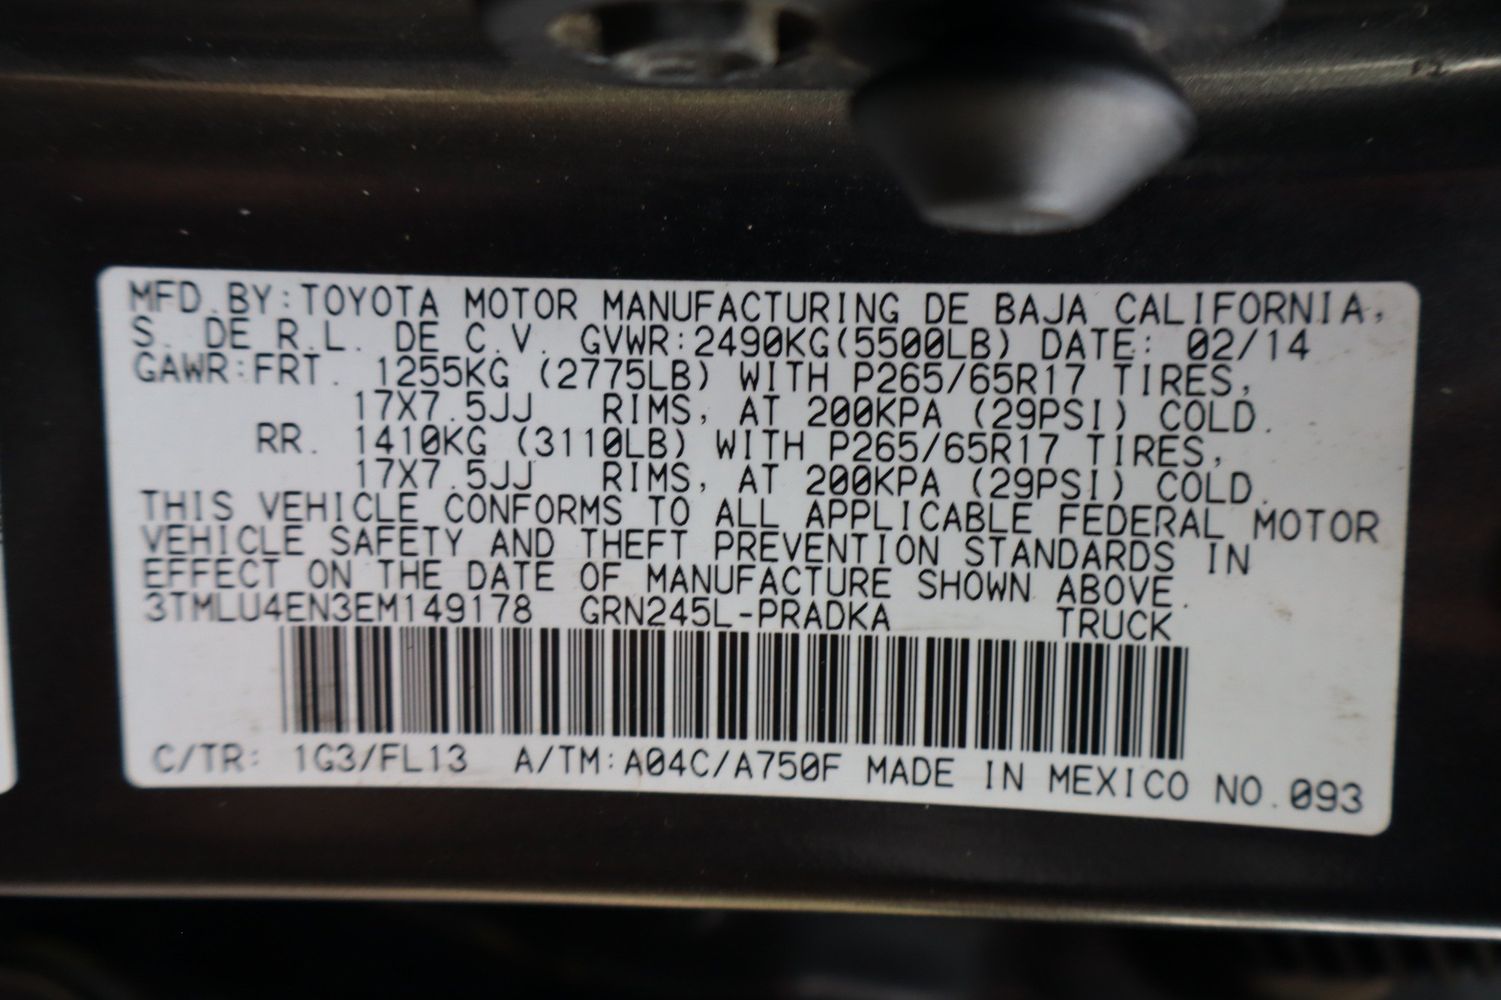 MFD.BY:TOYOTA MOTOR MANUFACTURING DE BAJA CALIFORNIA,
S. DE R.L. DE C.V. GVWR:2490KG(5500LB) DATE: 02/14
GAWR:FRT. 1255KG (2775LB) WITH P265/65R17 TIRES,
17X7.5JJ RIMS, AT 200KPA (29PSI) COLD.
RR. 1410KG (3110LB) WITH P265/65R17 TIRES,
17X7.5JJ RIMS, AT 200KPA (29PSI) COLD.
THIS VEHICLE CONFORMS TO ALL APPLICABLE FEDERAL MOTOR
VEHICLE SAFETY AND THEFT PREVENTION STANDARDS IN
EFFECT ON THE DATE OF MANUFACTURE SHOWN ABOVE.
3TMLU4EN3EM149178 GRN245L-PRADKA TRUCK
C/TR: 1G3/FL13 A/TM:A04C/A750F MADE IN MEXICO NO.093